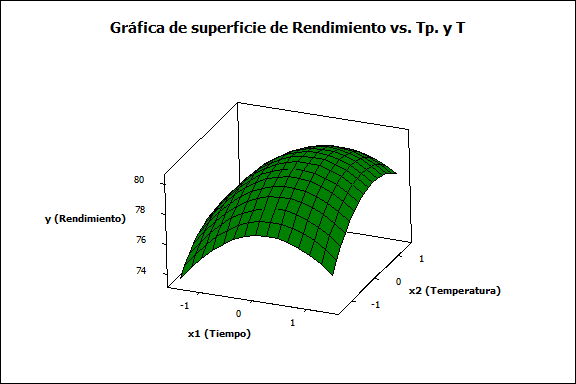 Gráfica de superficie de Rendimiento vs. Tp. y T
80
78
y (Rendimiento)
76
74
-1
0
1
x1 (Tiempo)
-1
0
1
x2 (Temperatura)